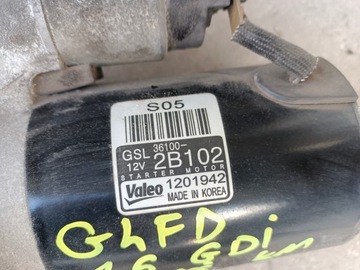 S05
GSL 36100-
12V 2B102
STARTER MOTOR
Valeo 1201942
MADE IN KOREA
G4FD
1.6 GDi